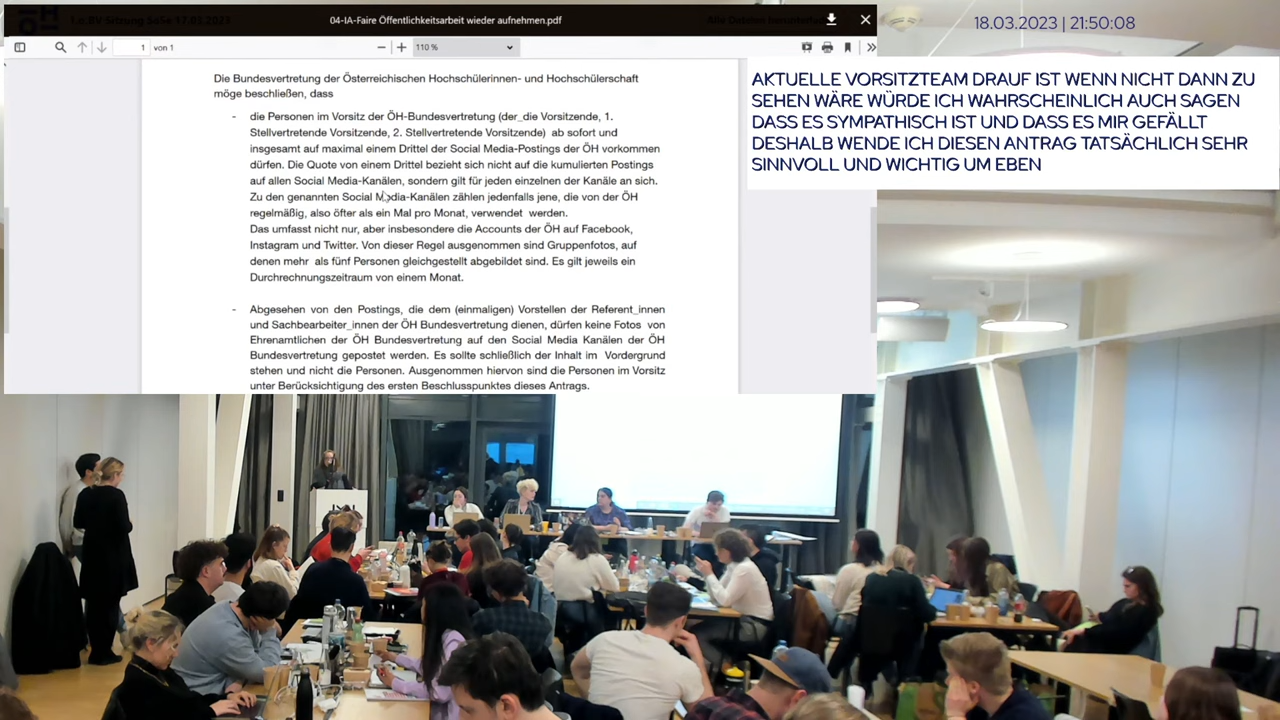 1.o. BV Sitzung SoSe 17.03.2023
04-IA-Faire Öffentlichkeitsarbeit wieder aufnehmen.pdf
18.03.2023 | 21:50:08
1 von 1
110 %
Die Bundesvertretung der Österreichischen Hochschülerinnen- und Hochschülerschaft
möge beschließen, dass
- die Personen im Vorsitz der ÖH-Bundesvertretung (der_die Vorsitzende, 1.
Stellvertretende Vorsitzende, 2. Stellvertretende Vorsitzende) ab sofort und
insgesamt auf maximal einem Drittel der Social Media-Postings der ÖH vorkommen
dürfen. Die Quote von einem Drittel bezieht sich nicht auf die kumulierten Postings
auf allen Social Media-Kanälen, sondern gilt für jeden einzelnen der Kanäle an sich.
Zu den genannten Social Media-Kanälen zählen jedenfalls jene, die von der ÖH
regelmäßig, also öfter als ein Mal pro Monat, verwendet werden.
Das umfasst nicht nur, aber insbesondere die Accounts der ÖH auf Facebook,
Instagram und Twitter. Von dieser Regel ausgenommen sind Gruppenfotos, auf
denen mehr als fünf Personen gleichgestellt abgebildet sind. Es gilt jeweils ein
Durchrechnungszeitraum von einem Monat.
- Abgesehen von den Postings, die dem (einmaligen) Vorstellen der Referent_innen
und Sachbearbeiter_innen der ÖH Bundesvertretung dienen, dürfen keine Fotos von
Ehrenamtlichen der ÖH Bundesvertretung auf den Social Media Kanälen der ÖH
Bundesvertretung gepostet werden. Es sollte schließlich der Inhalt im Vordergrund
stehen und nicht die Personen. Ausgenommen hiervon sind die Personen im Vorsitz
unter Berücksichtigung des ersten Beschlusspunktes dieses Antrags.
AKTUELLE VORSITZTEAM DRAUF IST WENN NICHT DANN ZU
SEHEN WÄRE WÜRDE ICH WAHRSCHEINLICH AUCH SAGEN
DASS ES SYMPATHISCH IST UND DASS ES MIR GEFÄLLT
DESHALB WENDE ICH DIESEN ANTRAG TATSÄCHLICH SEHR
SINNVOLL UND WICHTIG UM EBEN